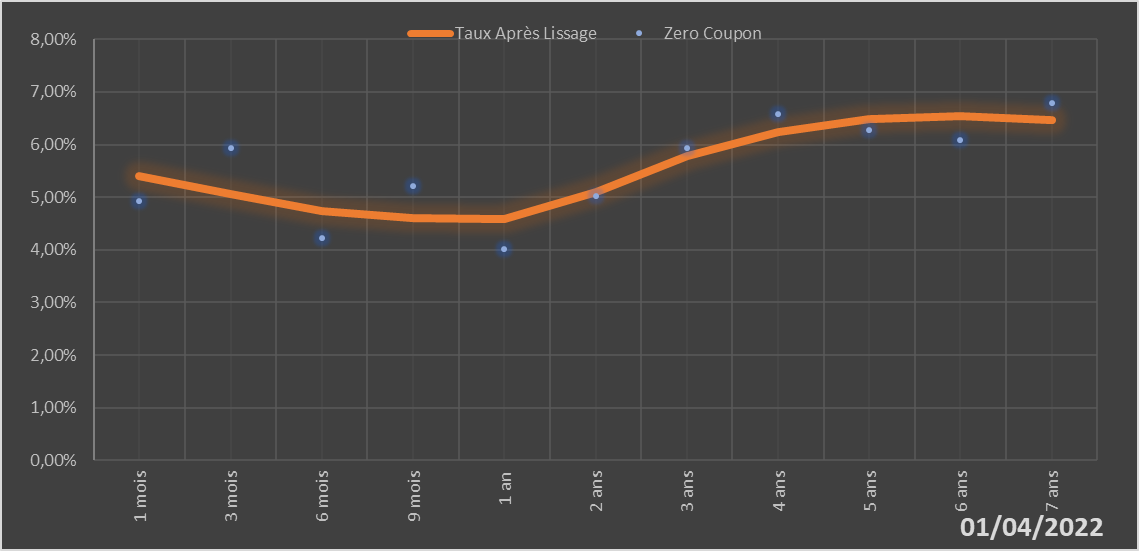 Taux Après Lissage
Zero Coupon
8,00%
7,00%
6,00%
5,00%
4,00%
3,00%
2,00%
1,00%
0,00%
1 mois
3 mois
6 mois
9 mois
1 an
2 ans
3 ans
4 ans
5 ans
6 ans
7 ans
01/04/2022